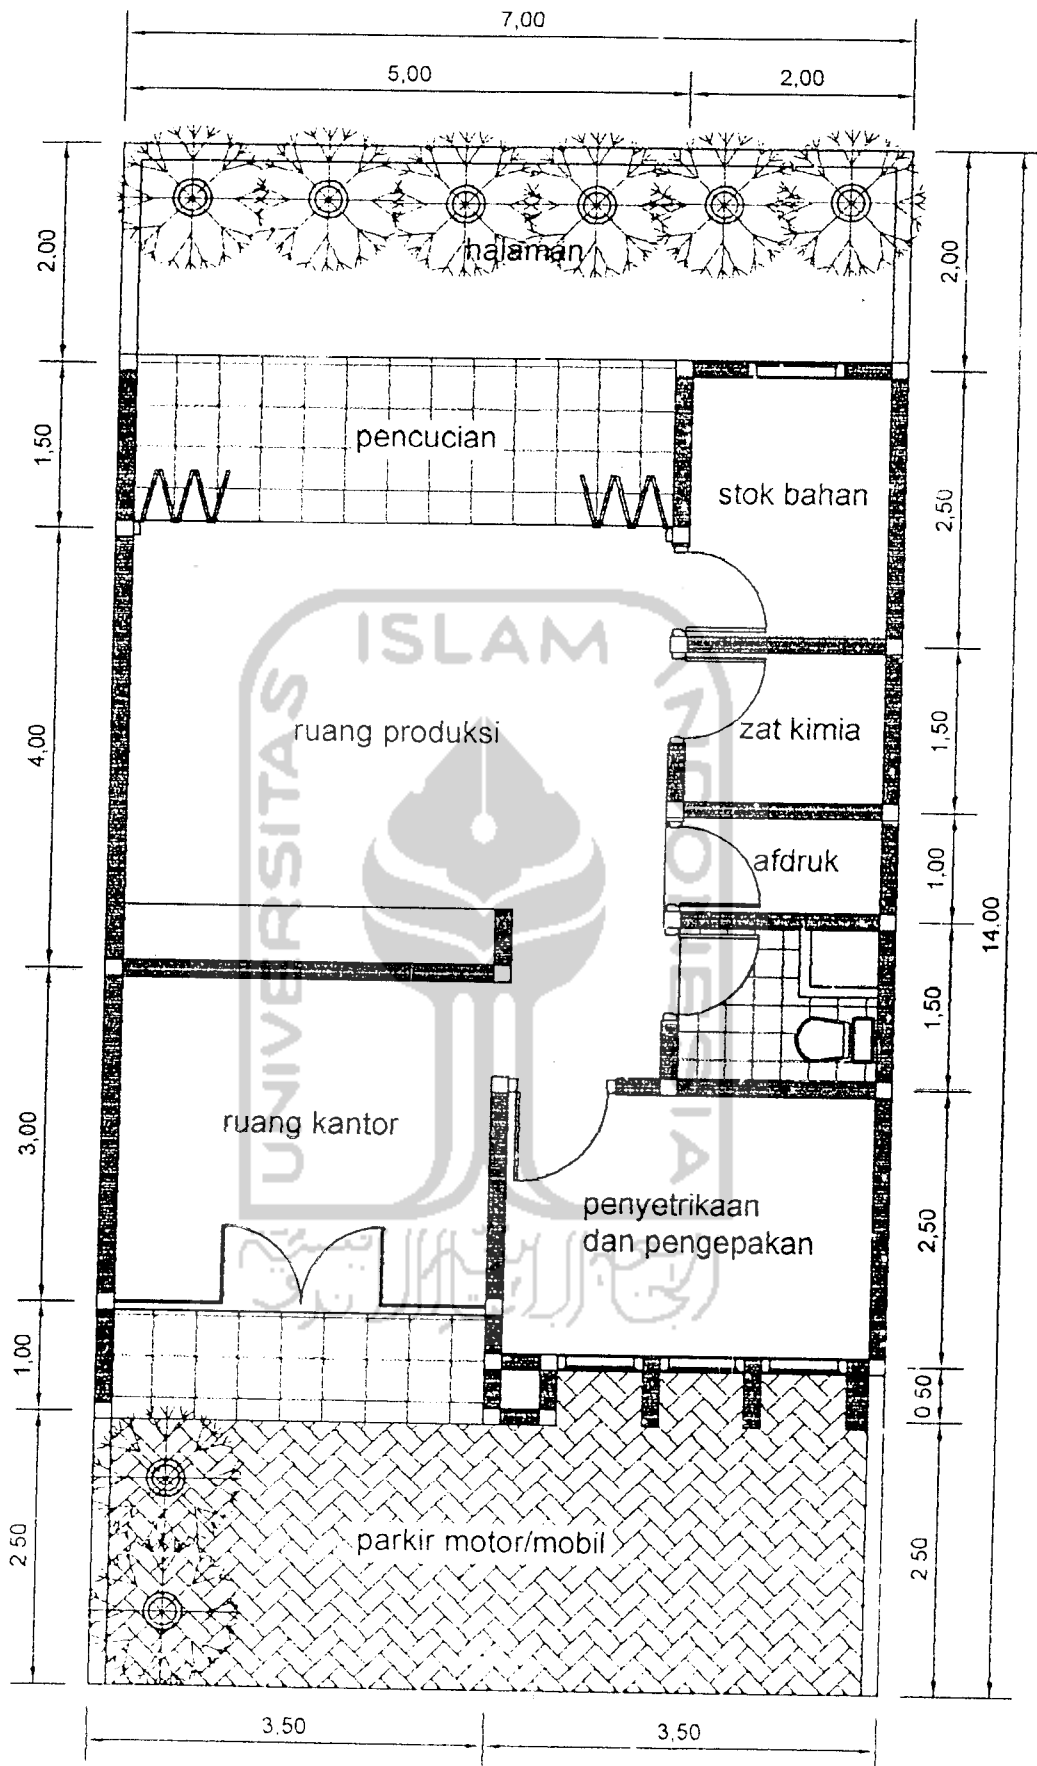 7,00
5,00
2,00
halaman
2.00
2,00
pencucian
1,50
stok bahan
2,50
ISLAM
UNIVERSITAS
INDONESIA
ruang produksi
4,00
zat kimia
1,50
afdruk
1,00
14.00
1,50
ruang kantor
3,00
penyetrikaan
dan pengepakan
2,50
1,00
0 50
parkir motor/mobil
2 50
2 50
3,50
3,50